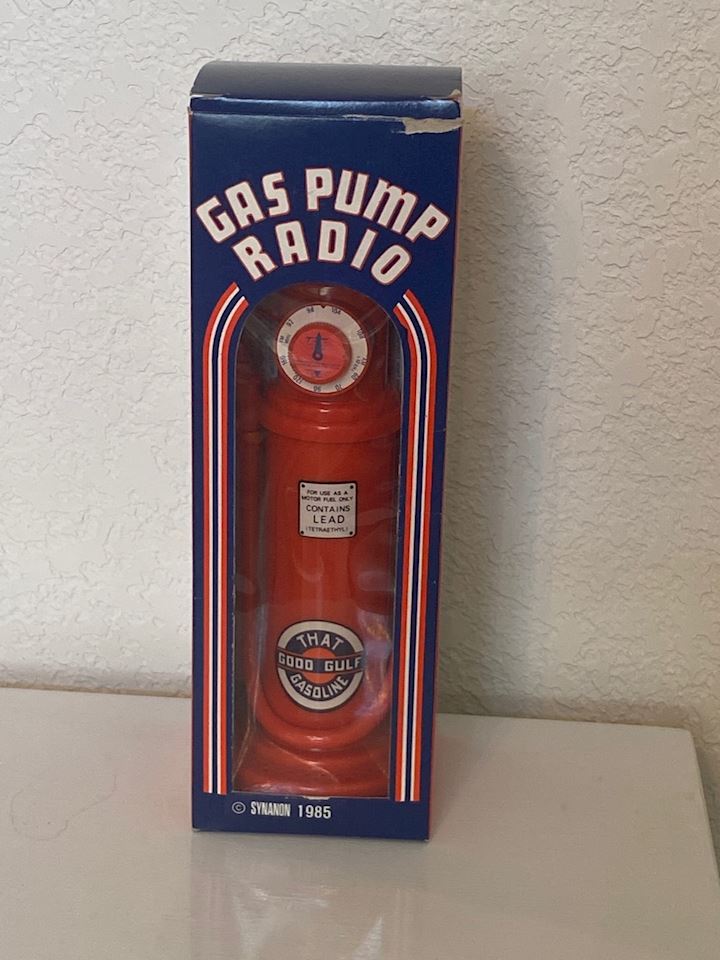 GAS PUMP
RADIO
FOR USE AS A
MOTOR FUEL ONLY
CONTAINS
LEAD
(TETRAETHYL)
THAT
GOOD GULF
GASOLINE
© SYNANON 1985